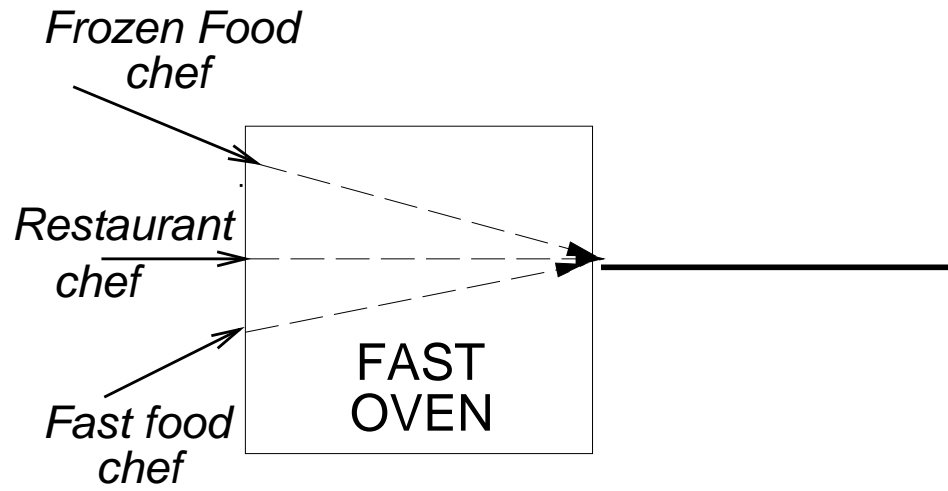 Frozen Food
chef
Restaurant
chef
Fast food
chef
FAST
OVEN